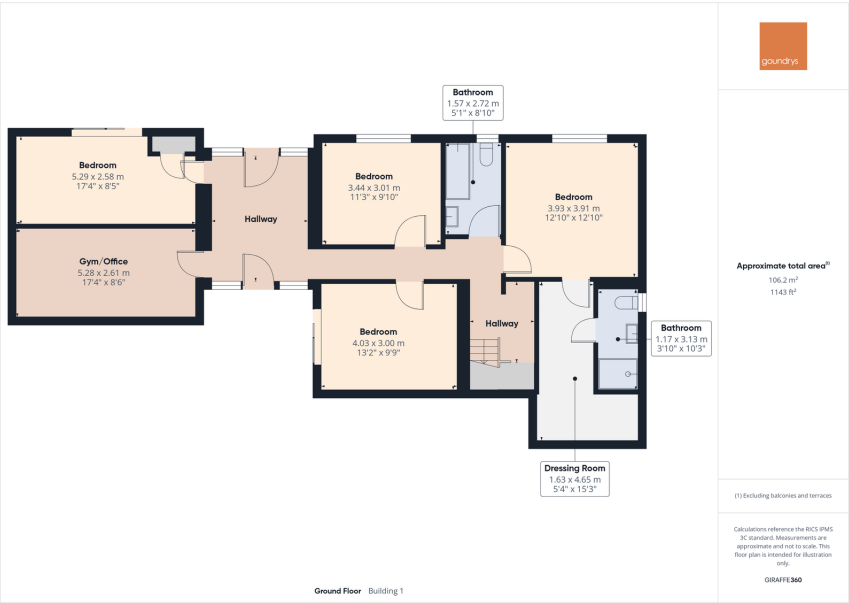 Bathroom
1.57 x 2.72 m
5'1" x 8'10"
Bedroom
5.29 x 2.58 m
17'4" x 8'5"
Bedroom
3.44 x 3.01 m
11'3" x 9'10"
Bedroom
3.93 x 3.91 m
12'10" x 12'10"
Hallway
Gym/Office
5.28 x 2.61 m
17'4" x 8'6"
Bedroom
4.03 x 3.00 m
13'2" x 9'9"
Hallway
Bathroom
1.17 x 3.13 m
3'10" x 10'3"
Dressing Room
1.63 x 4.65 m
5'4" x 15'3"
Ground Floor Building 1
goundrys
Approximate total area(1)
106.2 m²
1143 ft²
(1) Excluding balconies and terraces
Calculations reference the RICS IPMS
3C standard. Measurements are
approximate and not to scale. This
floor plan is intended for illustration
only.
GIRAFFE360